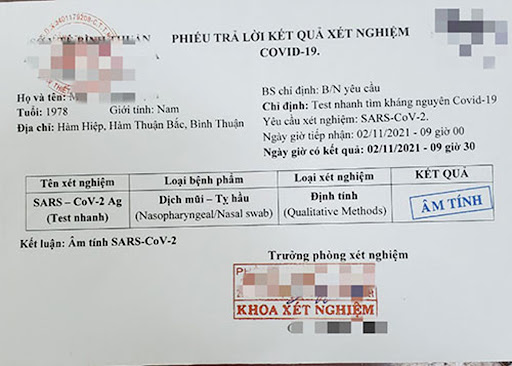 TẾ BÌNH THUẬN
PHIẾU TRẢ LỜI KẾT QUẢ XÉT NGHIỆM
COVID-19.
Họ và tên:
Tuổi: 1978 Giới tính: Nam
Địa chỉ: Hàm Hiệp, Hàm Thuận Bắc, Bình Thuận
BS chỉ định: B/N yêu cầu
Chỉ định: Test nhanh tìm kháng nguyên Covid-19
Yêu cầu xét nghiệm: SARS-CoV-2.
Ngày giờ tiếp nhận: 02/11/2021 - 09 giờ 00
Ngày giờ có kết quả: 02/11/2021 - 09 giờ 30
Tên xét nghiệm Loại bệnh phẩm Loại xét nghiệm KẾT QUẢ
SARS – CoV-2 Ag Dịch mũi – Tỵ hầu Định tính ÂM TÍNH
(Test nhanh) (Nasopharyngeal/Nasal swab) (Qualitative Methods)
Kết luận: Âm tính SARS-CoV-2
Trưởng phòng xét nghiệm
KHOA XÉT NGHIỆM